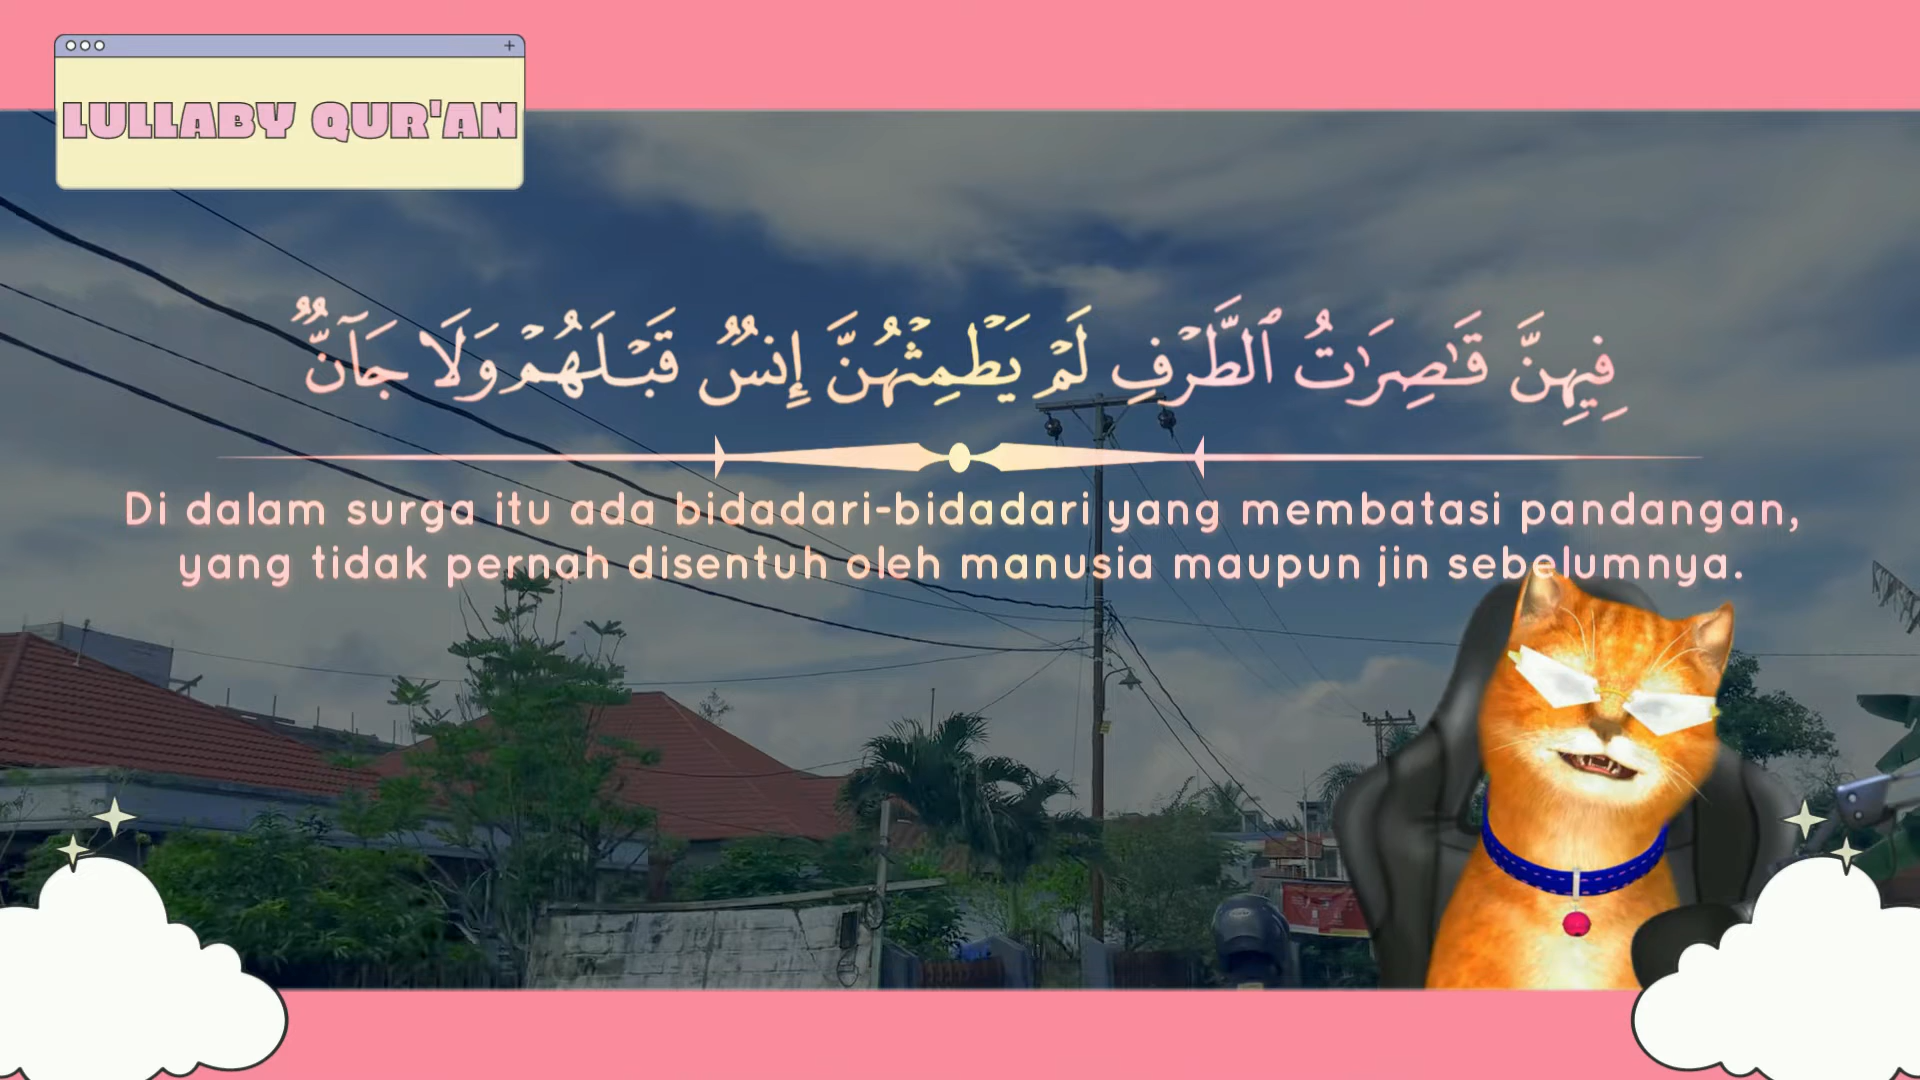 LULLABY QUR'AN
فِيهِنَّ قَـٰصِرَٰتُ ٱلطَّرْفِ لَمْ يَطْمِثْهُنَّ إِنسٌ قَبْلَهُمْ وَلَا جَآنٌّ
Di dalam surga itu ada bidadari-bidadari yang membatasi pandangan,
yang tidak pernah disentuh oleh manusia maupun jin sebelumnya.